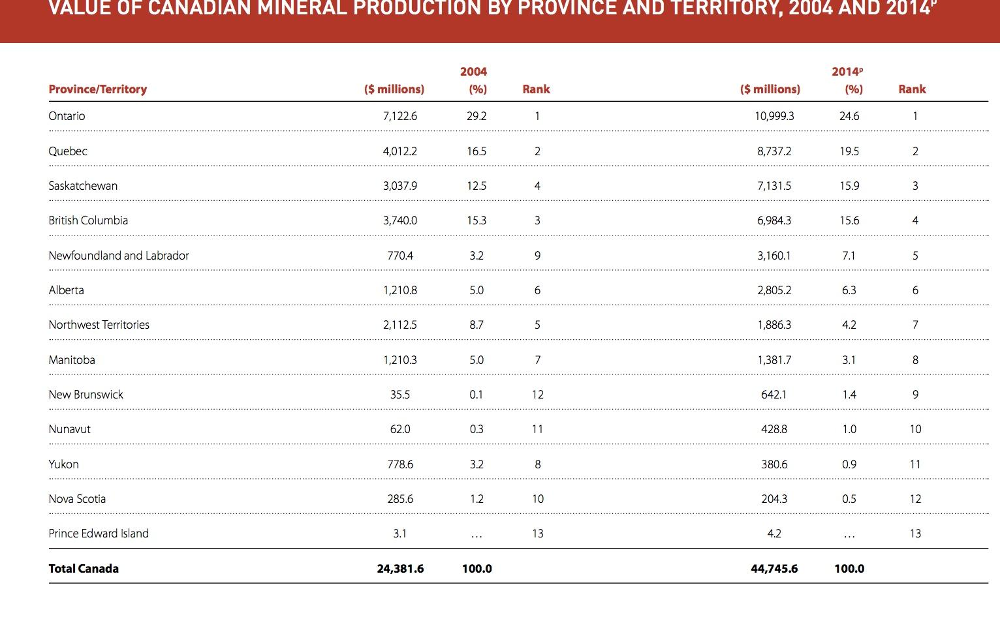 VALUE OF CANADIAN MINERAL PRODUCTION BY PROVINCE AND TERRITORY, 2004 AND 2014ᵖ
2004 2014ᵖ
Province/Territory ($ millions) (%) Rank ($ millions) (%) Rank
Ontario 7,122.6 29.2 1 10,999.3 24.6 1
Quebec 4,012.2 16.5 2 8,737.2 19.5 2
Saskatchewan 3,037.9 12.5 4 7,131.5 15.9 3
British Columbia 3,740.0 15.3 3 6,984.3 15.6 4
Newfoundland and Labrador 770.4 3.2 9 3,160.1 7.1 5
Alberta 1,210.8 5.0 6 2,805.2 6.3 6
Northwest Territories 2,112.5 8.7 5 1,886.3 4.2 7
Manitoba 1,210.3 5.0 7 1,381.7 3.1 8
New Brunswick 35.5 0.1 12 642.1 1.4 9
Nunavut 62.0 0.3 11 428.8 1.0 10
Yukon 778.6 3.2 8 380.6 0.9 11
Nova Scotia 285.6 1.2 10 204.3 0.5 12
Prince Edward Island 3.1 ... 13 4.2 ... 13
Total Canada 24,381.6 100.0 44,745.6 100.0